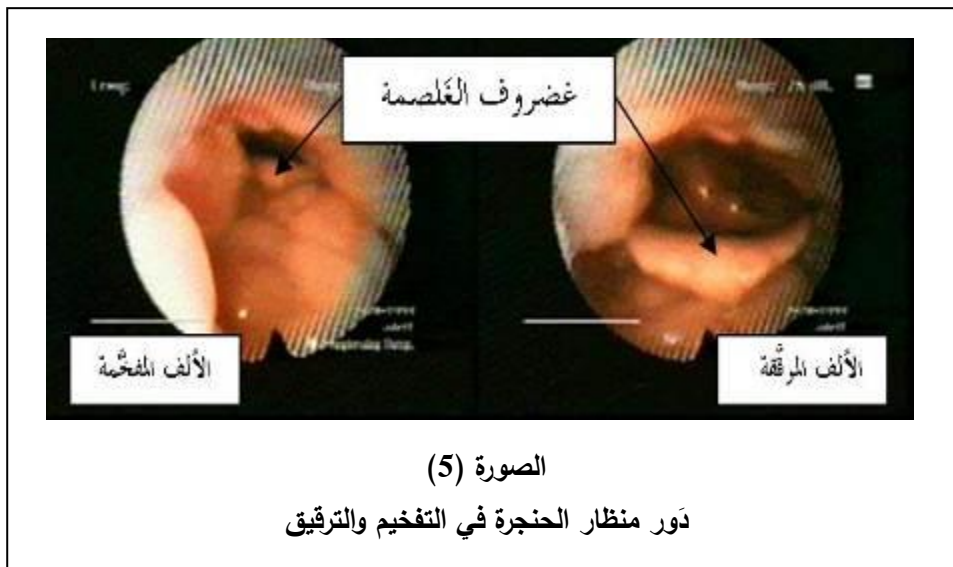 غضروف الغَلصمة
الألف المفخَّمة
الألف المرقَّقة
الصورة (5)
دَور منظار الحنجرة في التفخيم والترقيق